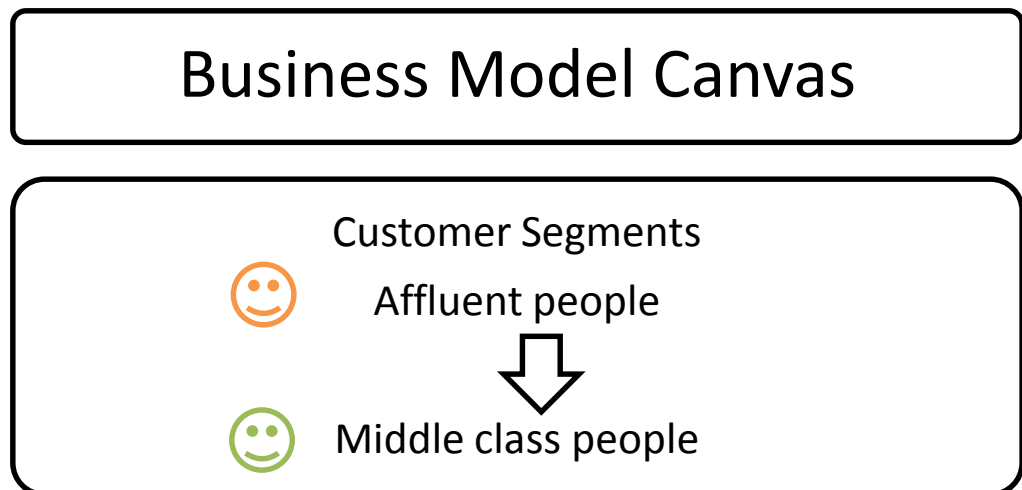 Business Model Canvas
Customer Segments
Affluent people
Middle class people